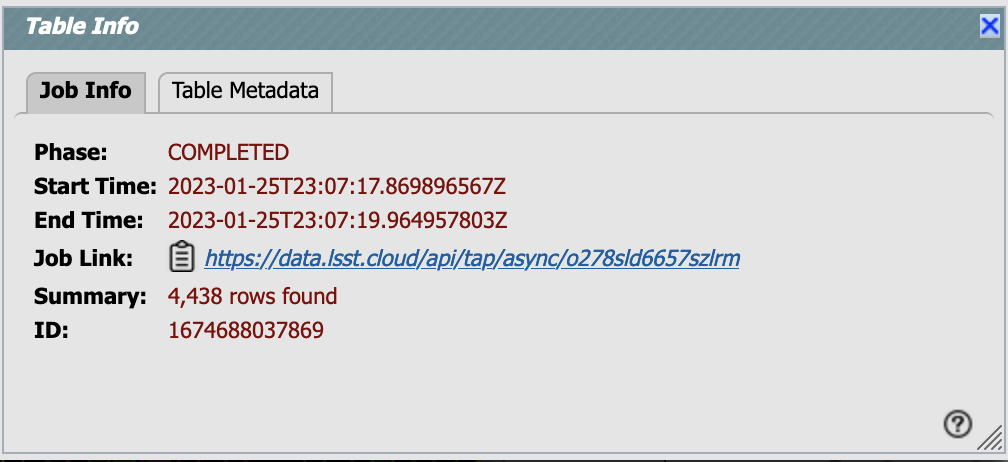 Table Info
Job Info Table Metadata
Phase: COMPLETED
Start Time: 2023-01-25T23:07:17.869896567Z
End Time: 2023-01-25T23:07:19.964957803Z
Job Link: https://data.lsst.cloud/api/tap/async/o278sld6657szlrm
Summary: 4,438 rows found
ID: 1674688037869
?